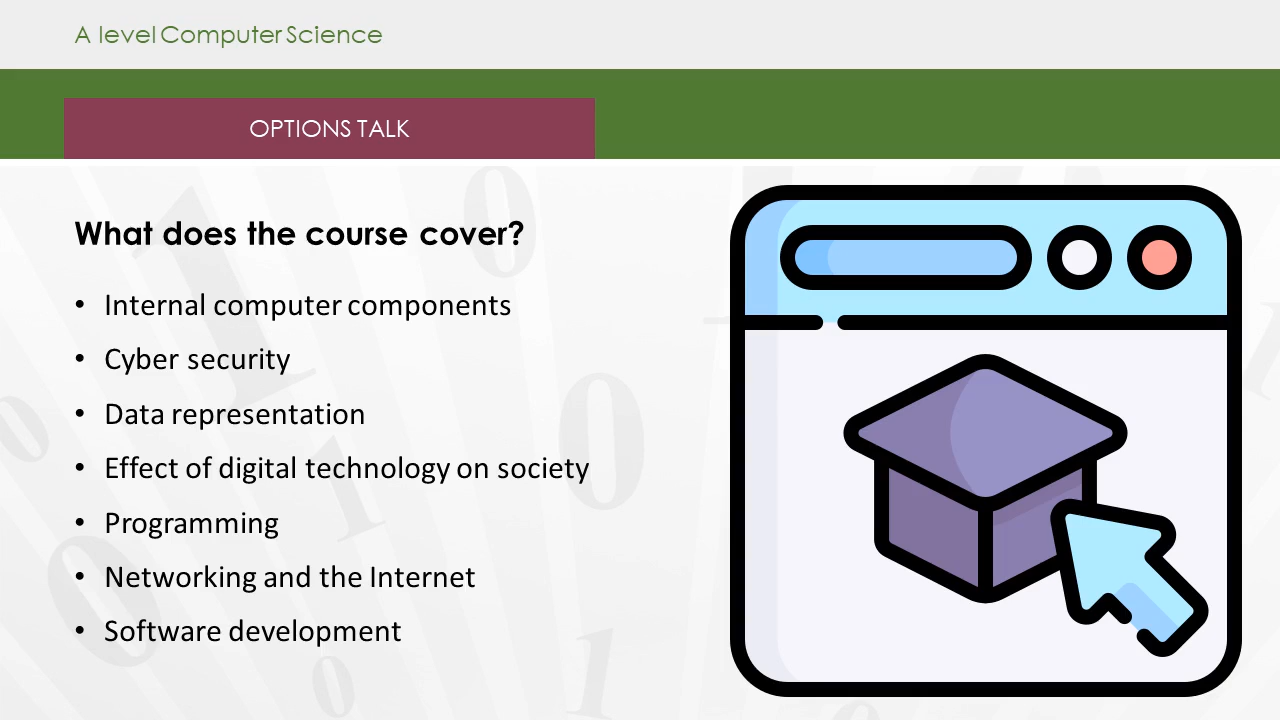 A level Computer Science
OPTIONS TALK
What does the course cover?
• Internal computer components
• Cyber security
• Data representation
• Effect of digital technology on society
• Programming
• Networking and the Internet
• Software development